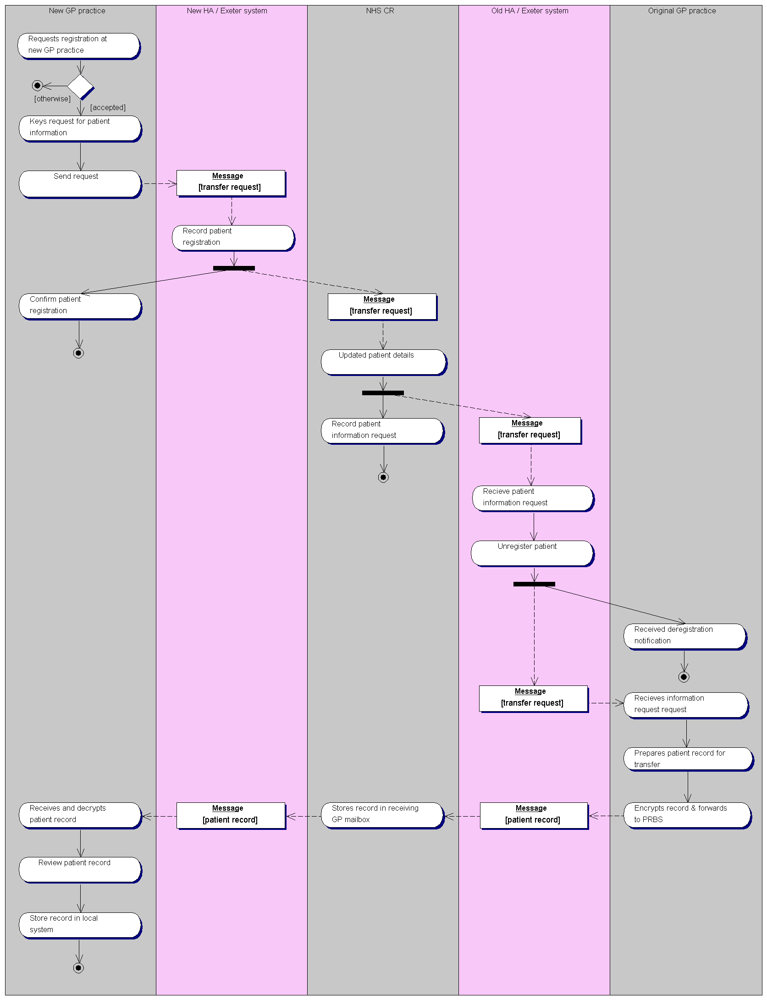 New GP practice
New HA / Exeter system
NHS CR
Old HA / Exeter system
Original GP practice
Requests registration at
new GP practice
[otherwise]
[accepted]
Keys request for patient
information
Send request
Message
[transfer request]
Record patient
registration
Confirm patient
registration
Message
[transfer request]
Updated patient details
Record patient
information request
Message
[transfer request]
Recieve patient
information request
Unregister patient
Received deregistration
notification
Message
[transfer request]
Recieves information
request request
Prepares patient record for
transfer
Receives and decrypts
patient record
Message
[patient record]
Stores record in receiving
GP mailbox
Message
[patient record]
Encrypts record & forwards
to PRBS
Review patient record
Store record in local
system